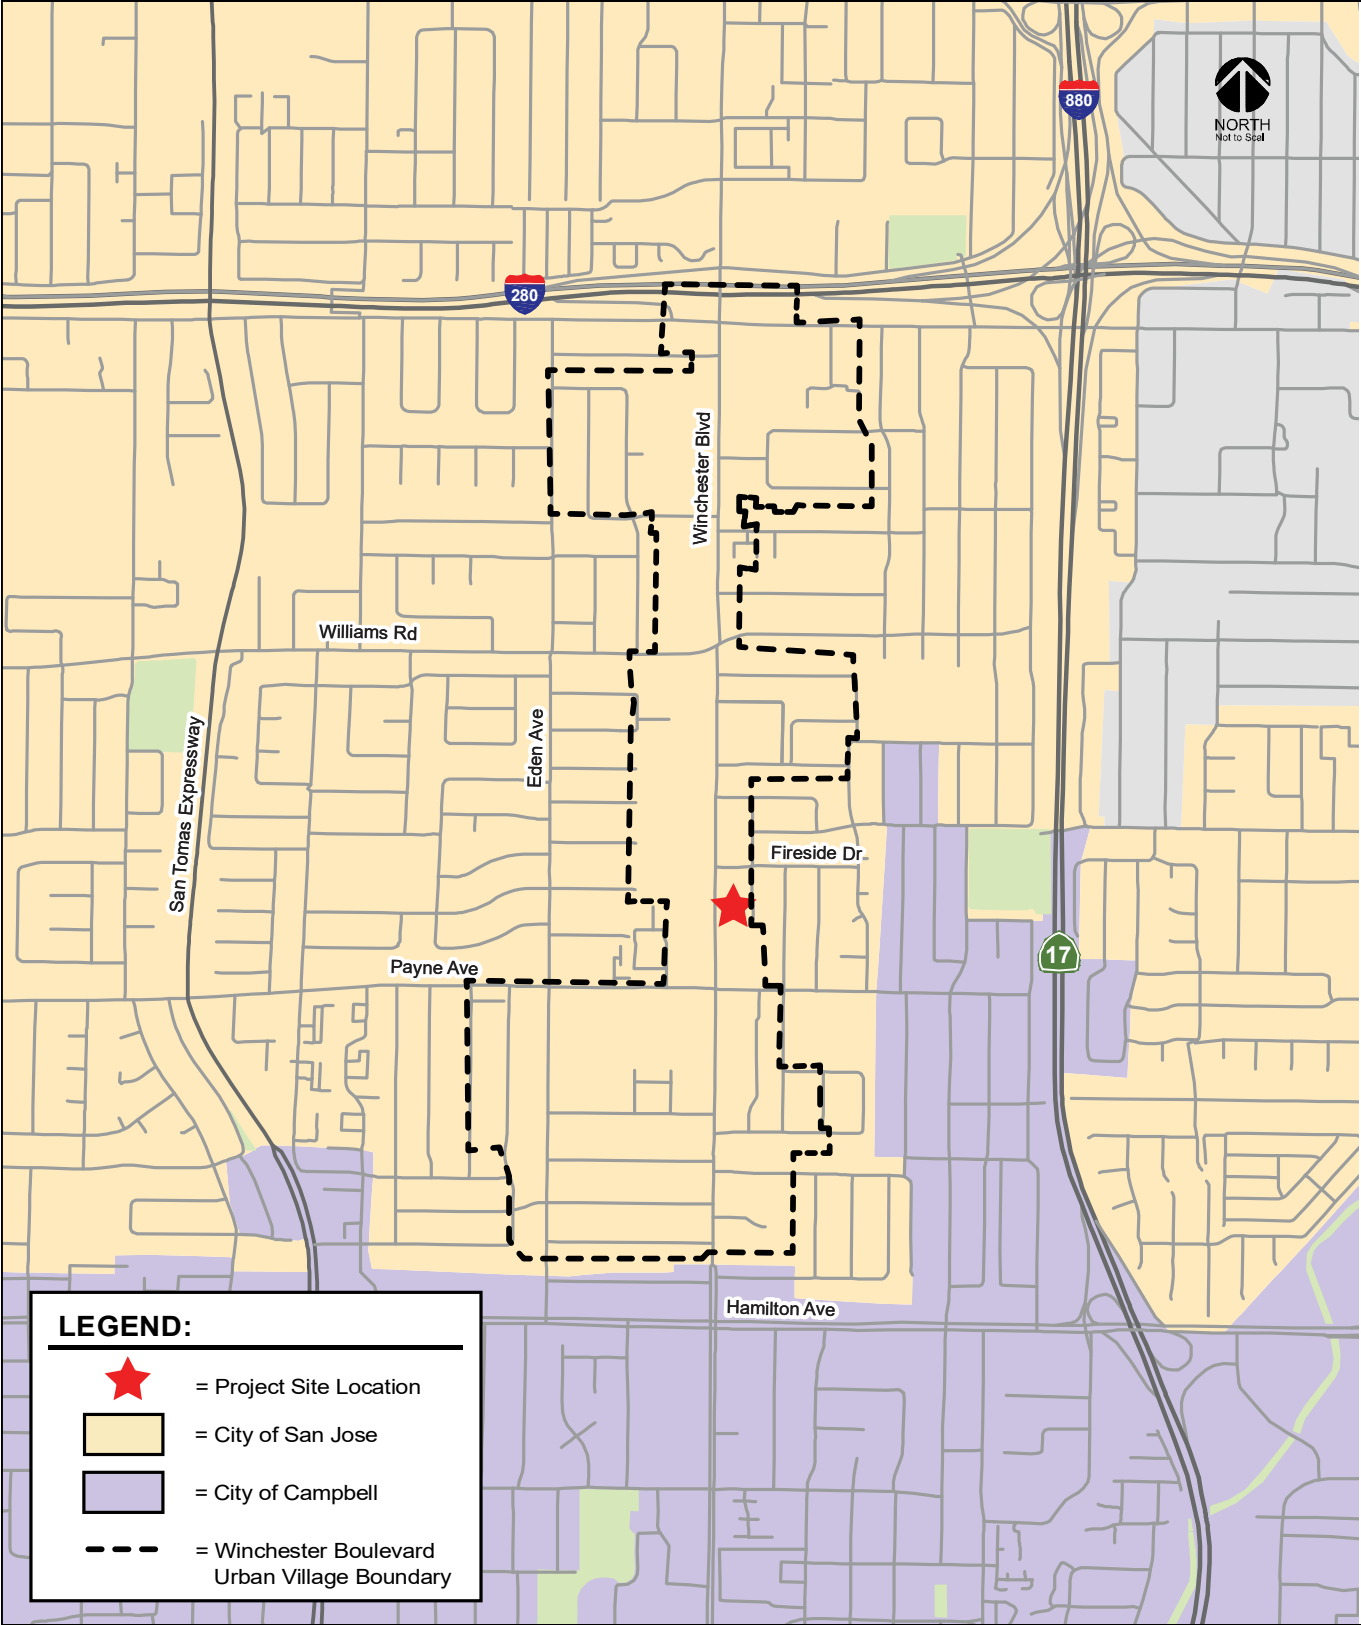 880
NORTH
Not to Scal
280
Winchester Blvd
Williams Rd
Eden Ave
San Tomas Expressway
Fireside Dr
Payne Ave
17
Hamilton Ave
LEGEND:
= Project Site Location
= City of San Jose
= City of Campbell
= Winchester Boulevard
Urban Village Boundary